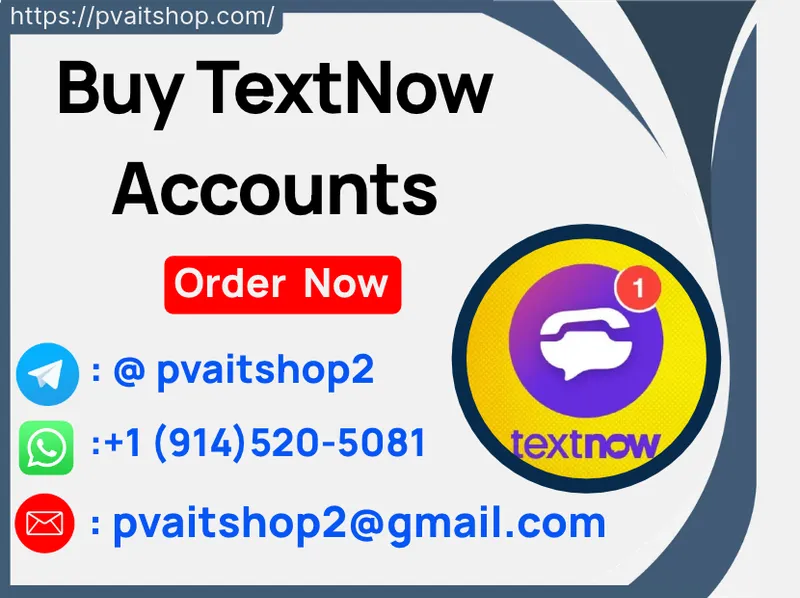 https://pvaitshop.com/
Buy TextNow
Accounts
Order Now
: @ pvaitshop2
:+1 (914)520-5081
: pvaitshop2@gmail.com
1
textnow